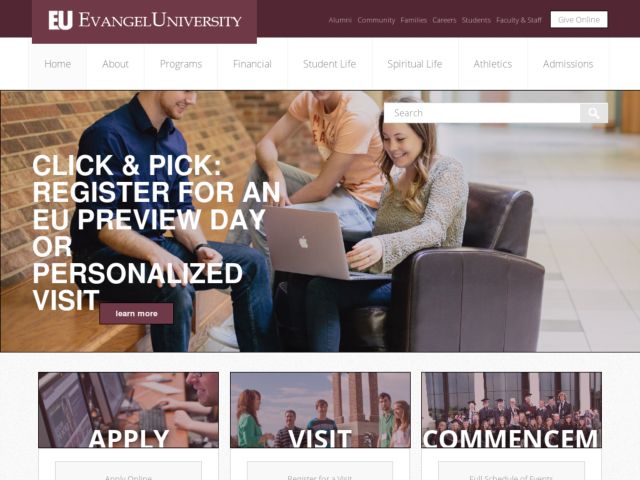 EU EVANGELUNIVERSITY
Alumni Community Families Careers Students Faculty & Staff Give Online
Home About Programs Financial Student Life Spiritual Life Athletics Admissions
Search
CLICK & PICK:
REGISTER FOR AN
EU PREVIEW DAY
OR
PERSONALIZED
VISIT
learn more
APPLY VISIT COMMENCEM
Apply Online Register for a Visit Full Schedule of Events